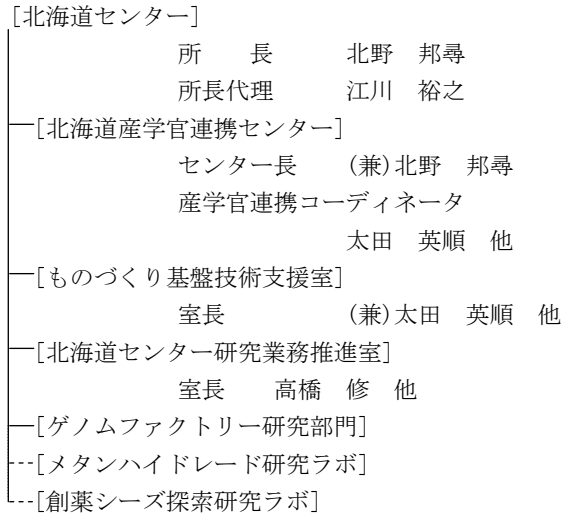 [北海道センター]
所　　長　　北野　邦尋
所長代理　　江川　裕之
[北海道産学官連携センター]
センター長　　(兼)北野　邦尋
産学官連携コーディネータ
太田　英順　他
[ものづくり基盤技術支援室]
室長　　　　(兼)太田　英順　他
[北海道センター研究業務推進室]
室長　　高橋　修　他
[ゲノムファクトリー研究部門]
[メタンハイドレード研究ラボ]
[創薬シーズ探索研究ラボ]